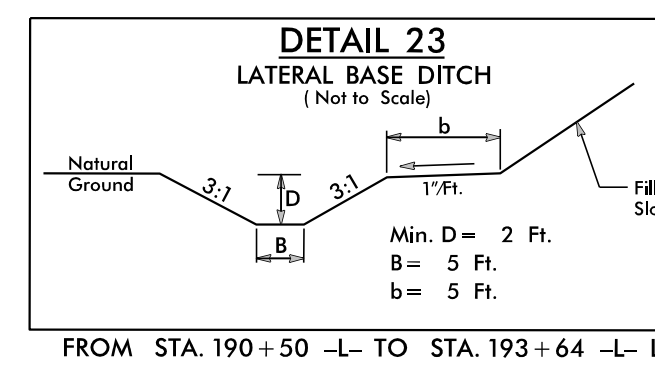 DETAIL 23
LATERAL BASE DITCH
( Not to Scale)
b
Natural
Ground
3:1
D
3:1
1"/Ft.
B
Min. D = 2 Ft.
B = 5 Ft.
b = 5 Ft.
FROM STA. 190+50 -L- TO STA. 193+64 -L-